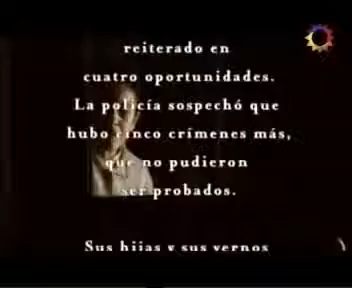 reiterado en
cuatro oportunidades.
La policía sospechó que
hubo cinco crímenes más,
que no pudieron
ser probados.
Sus hijas y sus yernos